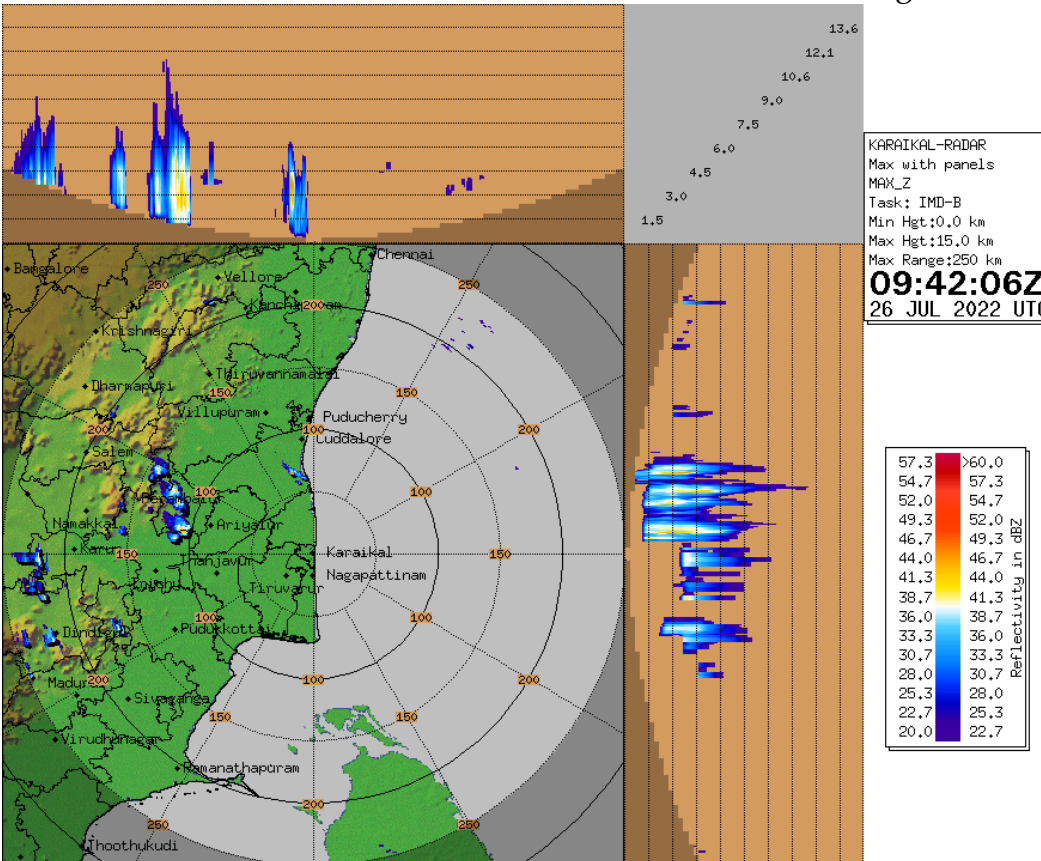 13.6
12.1
10.6
9.0
7.5
6.0
4.5
3.0
1.5
KARAIKAL-RADAR
Max with panels
MAX_Z
Task: IMD-B
Min Hgt:0.0 km
Max Hgt:15.0 km
Max Range:250 km
09:42:06Z
26 JUL 2022
Chennai
Bangalore
Vellore
250
250
200
Krishnagiri
Thiruvannamalai
Dharmapuri
150
150
Villupuram
Puducherry
200
100
200
Cuddalore
Salem
100
100
Namakkal
Ariyalur
150
Karaikal
150
Thanjavur
Nagapattinam
Tiruvarur
100
100
Dindigul
Pudukkottai
200
100
200
Sivaganga
150
150
Virudhunagar
Ramanathapuram
200
250
250
Thoothukudi
57.3 >60.0
54.7 57.3
52.0 54.7
49.3 52.0
46.7 49.3
44.0 46.7
41.3 44.0
38.7 41.3
36.0 38.7
33.3 36.0
30.7 33.3
28.0 30.7
25.3 28.0
22.7 25.3
20.0 22.7
Reflectivity in dBZ